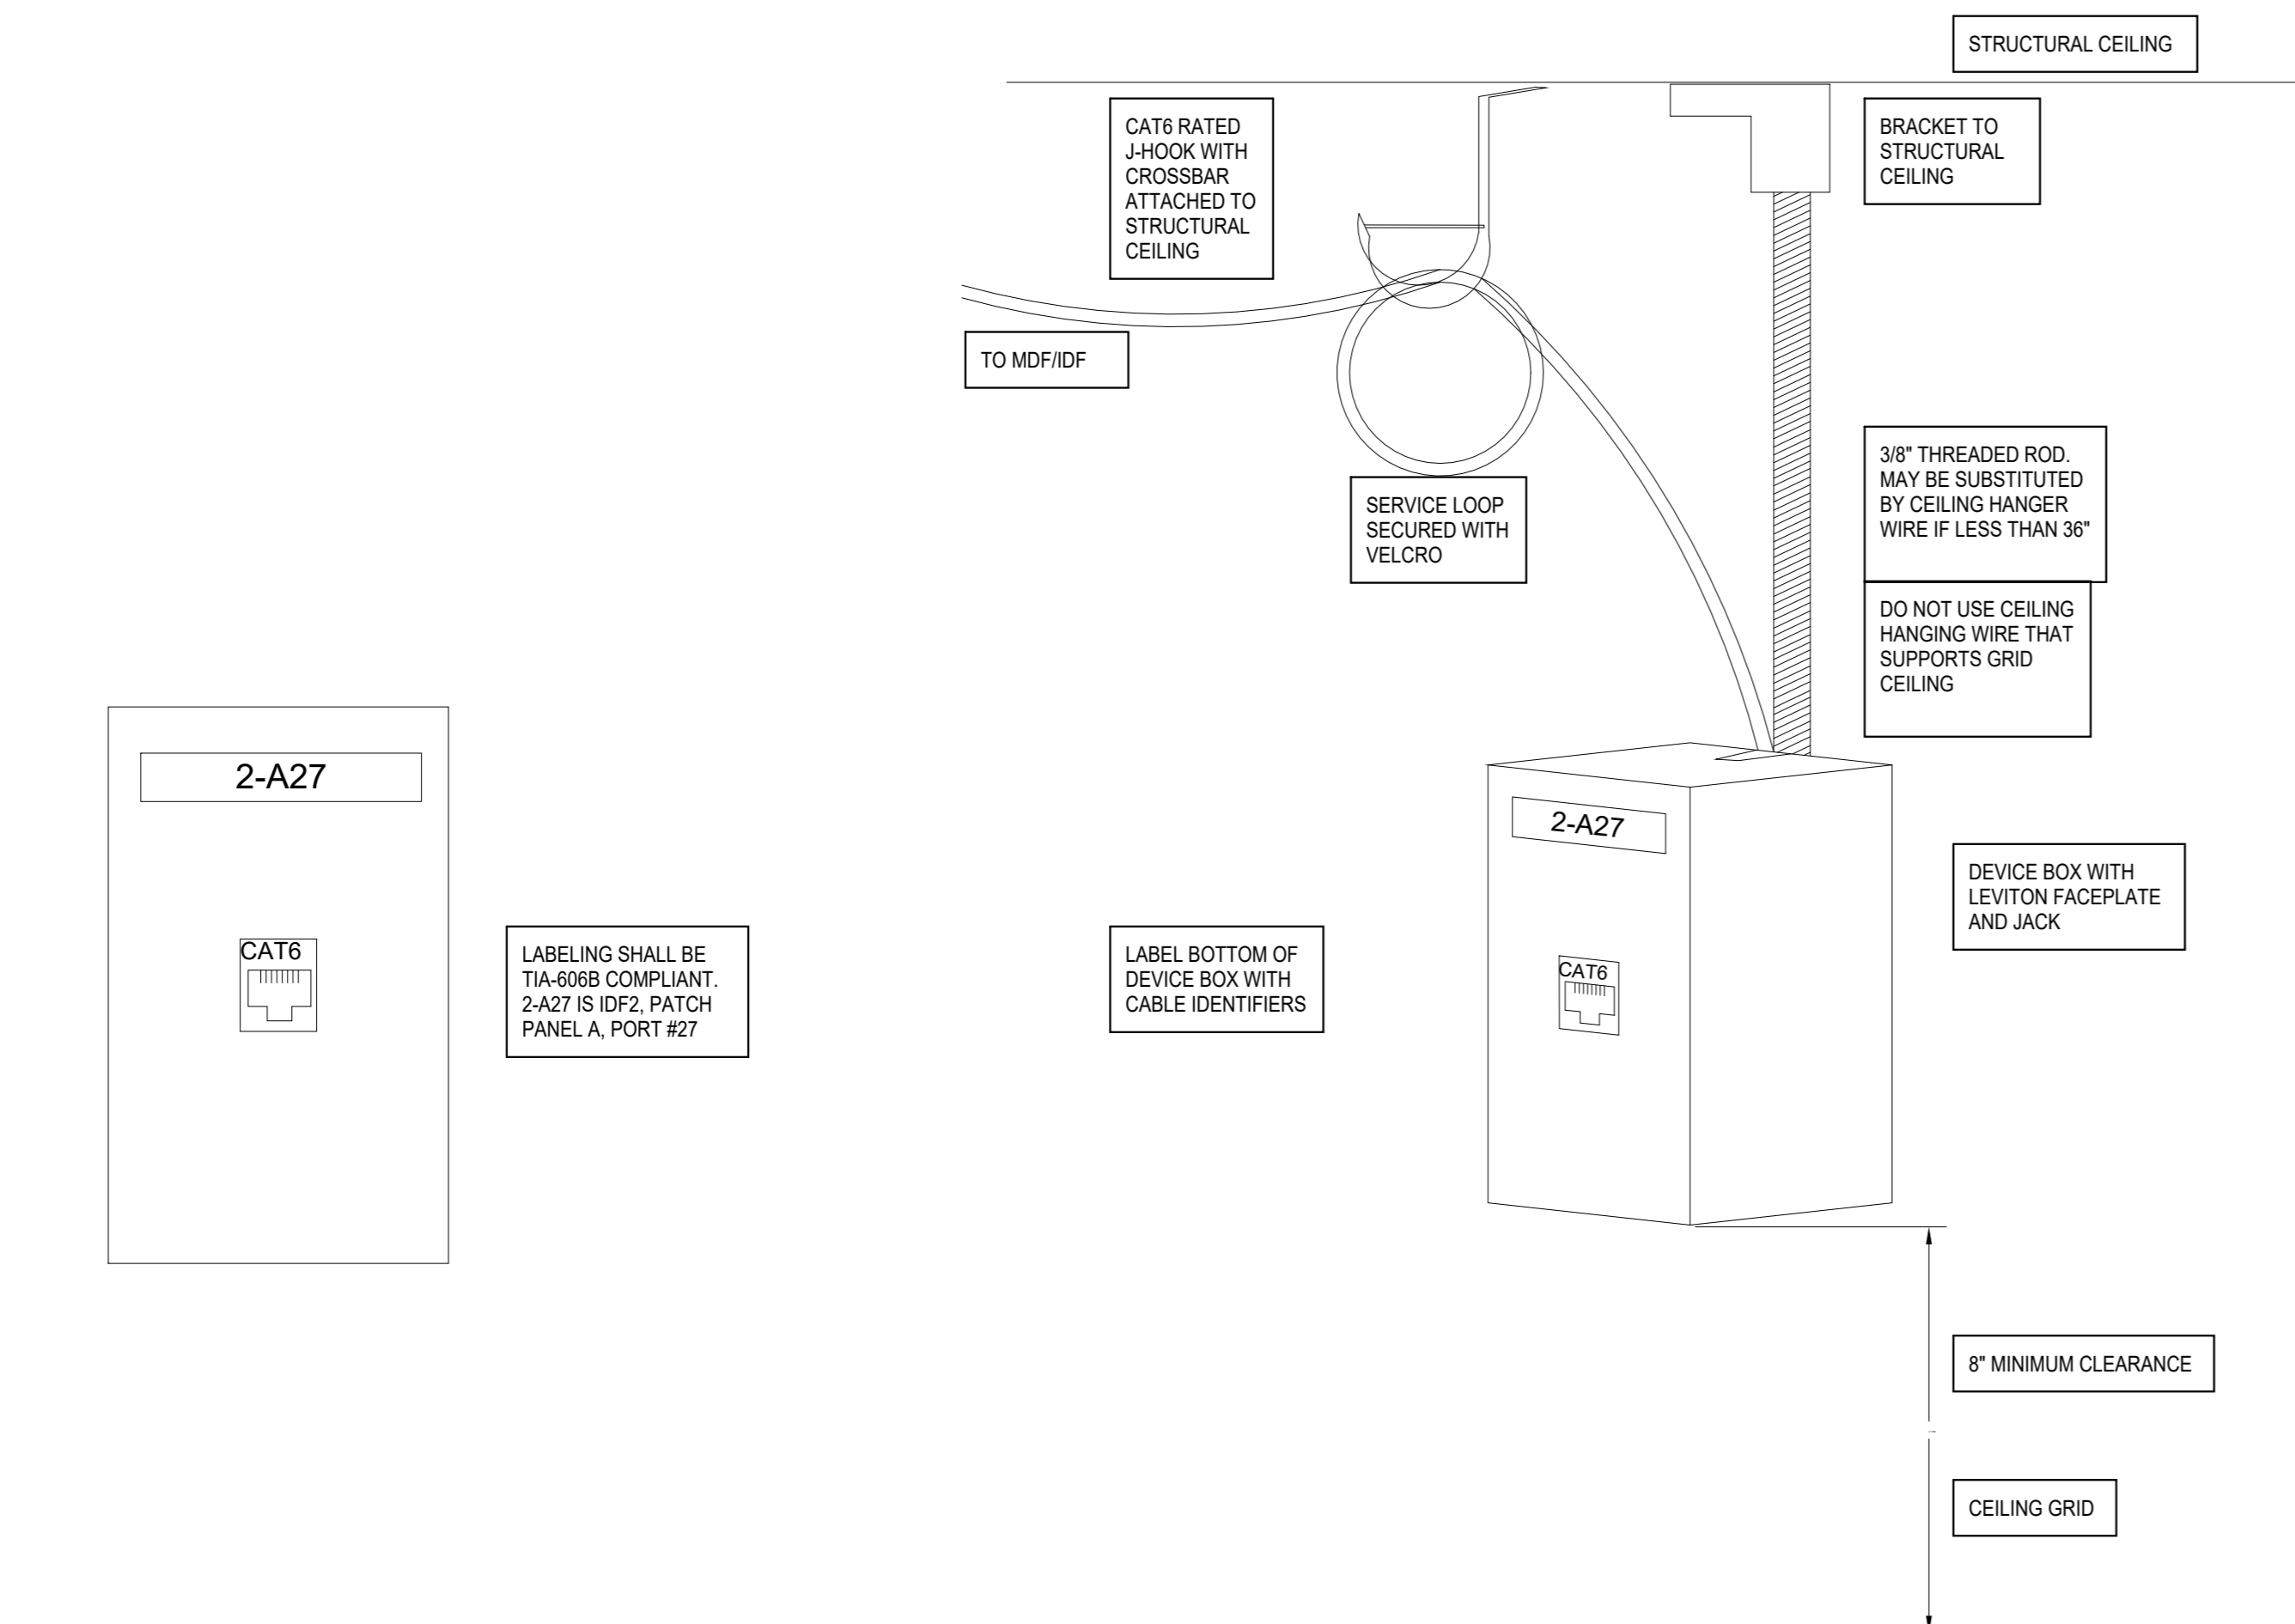 STRUCTURAL CEILING
CAT6 RATED
J-HOOK WITH
CROSSBAR
ATTACHED TO
STRUCTURAL
CEILING
BRACKET TO
STRUCTURAL
CEILING
TO MDF/IDF
3/8" THREADED ROD.
MAY BE SUBSTITUTED
BY CEILING HANGER
WIRE IF LESS THAN 36"
SERVICE LOOP
SECURED WITH
VELCRO
DO NOT USE CEILING
HANGING WIRE THAT
SUPPORTS GRID
CEILING
2-A27
CAT6
LABELING SHALL BE
TIA-606B COMPLIANT.
2-A27 IS IDF2, PATCH
PANEL A, PORT #27
LABEL BOTTOM OF
DEVICE BOX WITH
CABLE IDENTIFIERS
2-A27
CAT6
DEVICE BOX WITH
LEVITON FACEPLATE
AND JACK
8" MINIMUM CLEARANCE
CEILING GRID